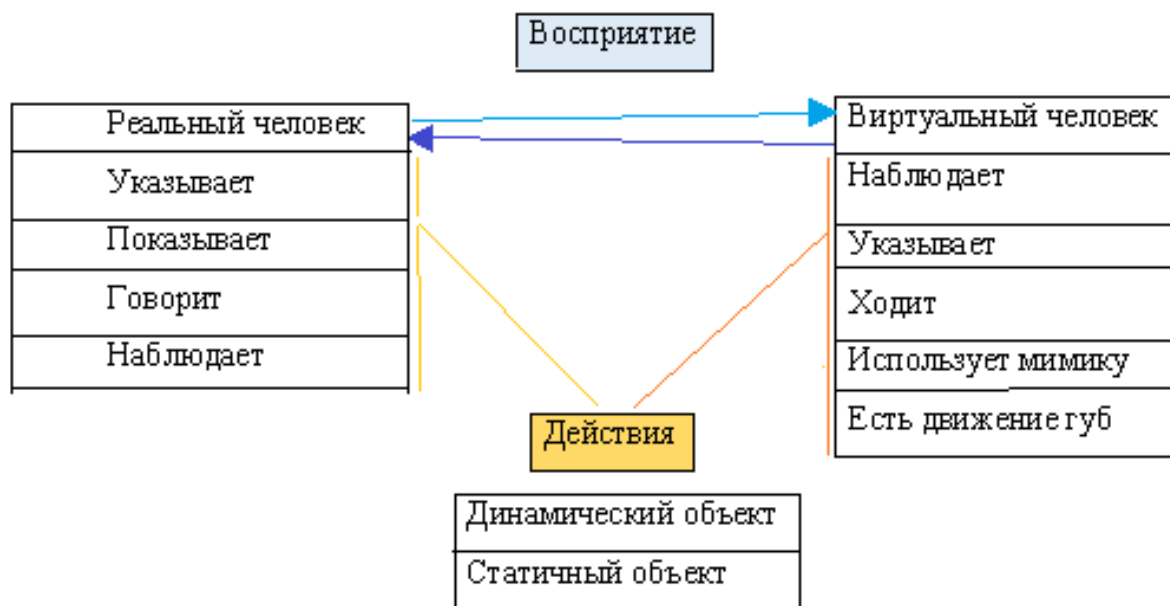 Восприятие
Реальный человек
Указывает
Показывает
Говорит
Наблюдает
Виртуальный человек
Наблюдает
Указывает
Ходит
Использует мимику
Есть движение губ
Действия
Динамический объект
Статичный объект